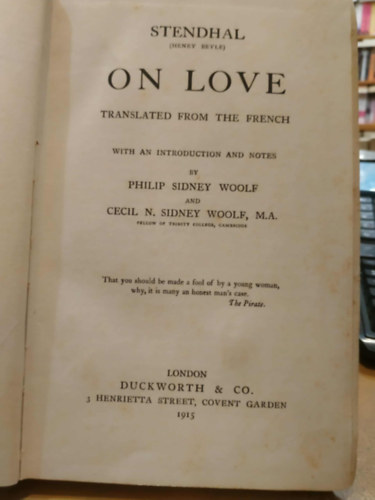 STENDHAL
(HENRY BEYLE)
ON LOVE
TRANSLATED FROM THE FRENCH
WITH AN INTRODUCTION AND NOTES
BY
PHILIP SIDNEY WOOLF
AND
CECIL N. SIDNEY WOOLF, M.A.
FELLOW OF TRINITY COLLEGE, CAMBRIDGE
That you should be made a fool of by a young woman,
why, it is many an honest man's case.
The Pirate.
LONDON
DUCKWORTH & CO.
3 HENRIETTA STREET, COVENT GARDEN
1915